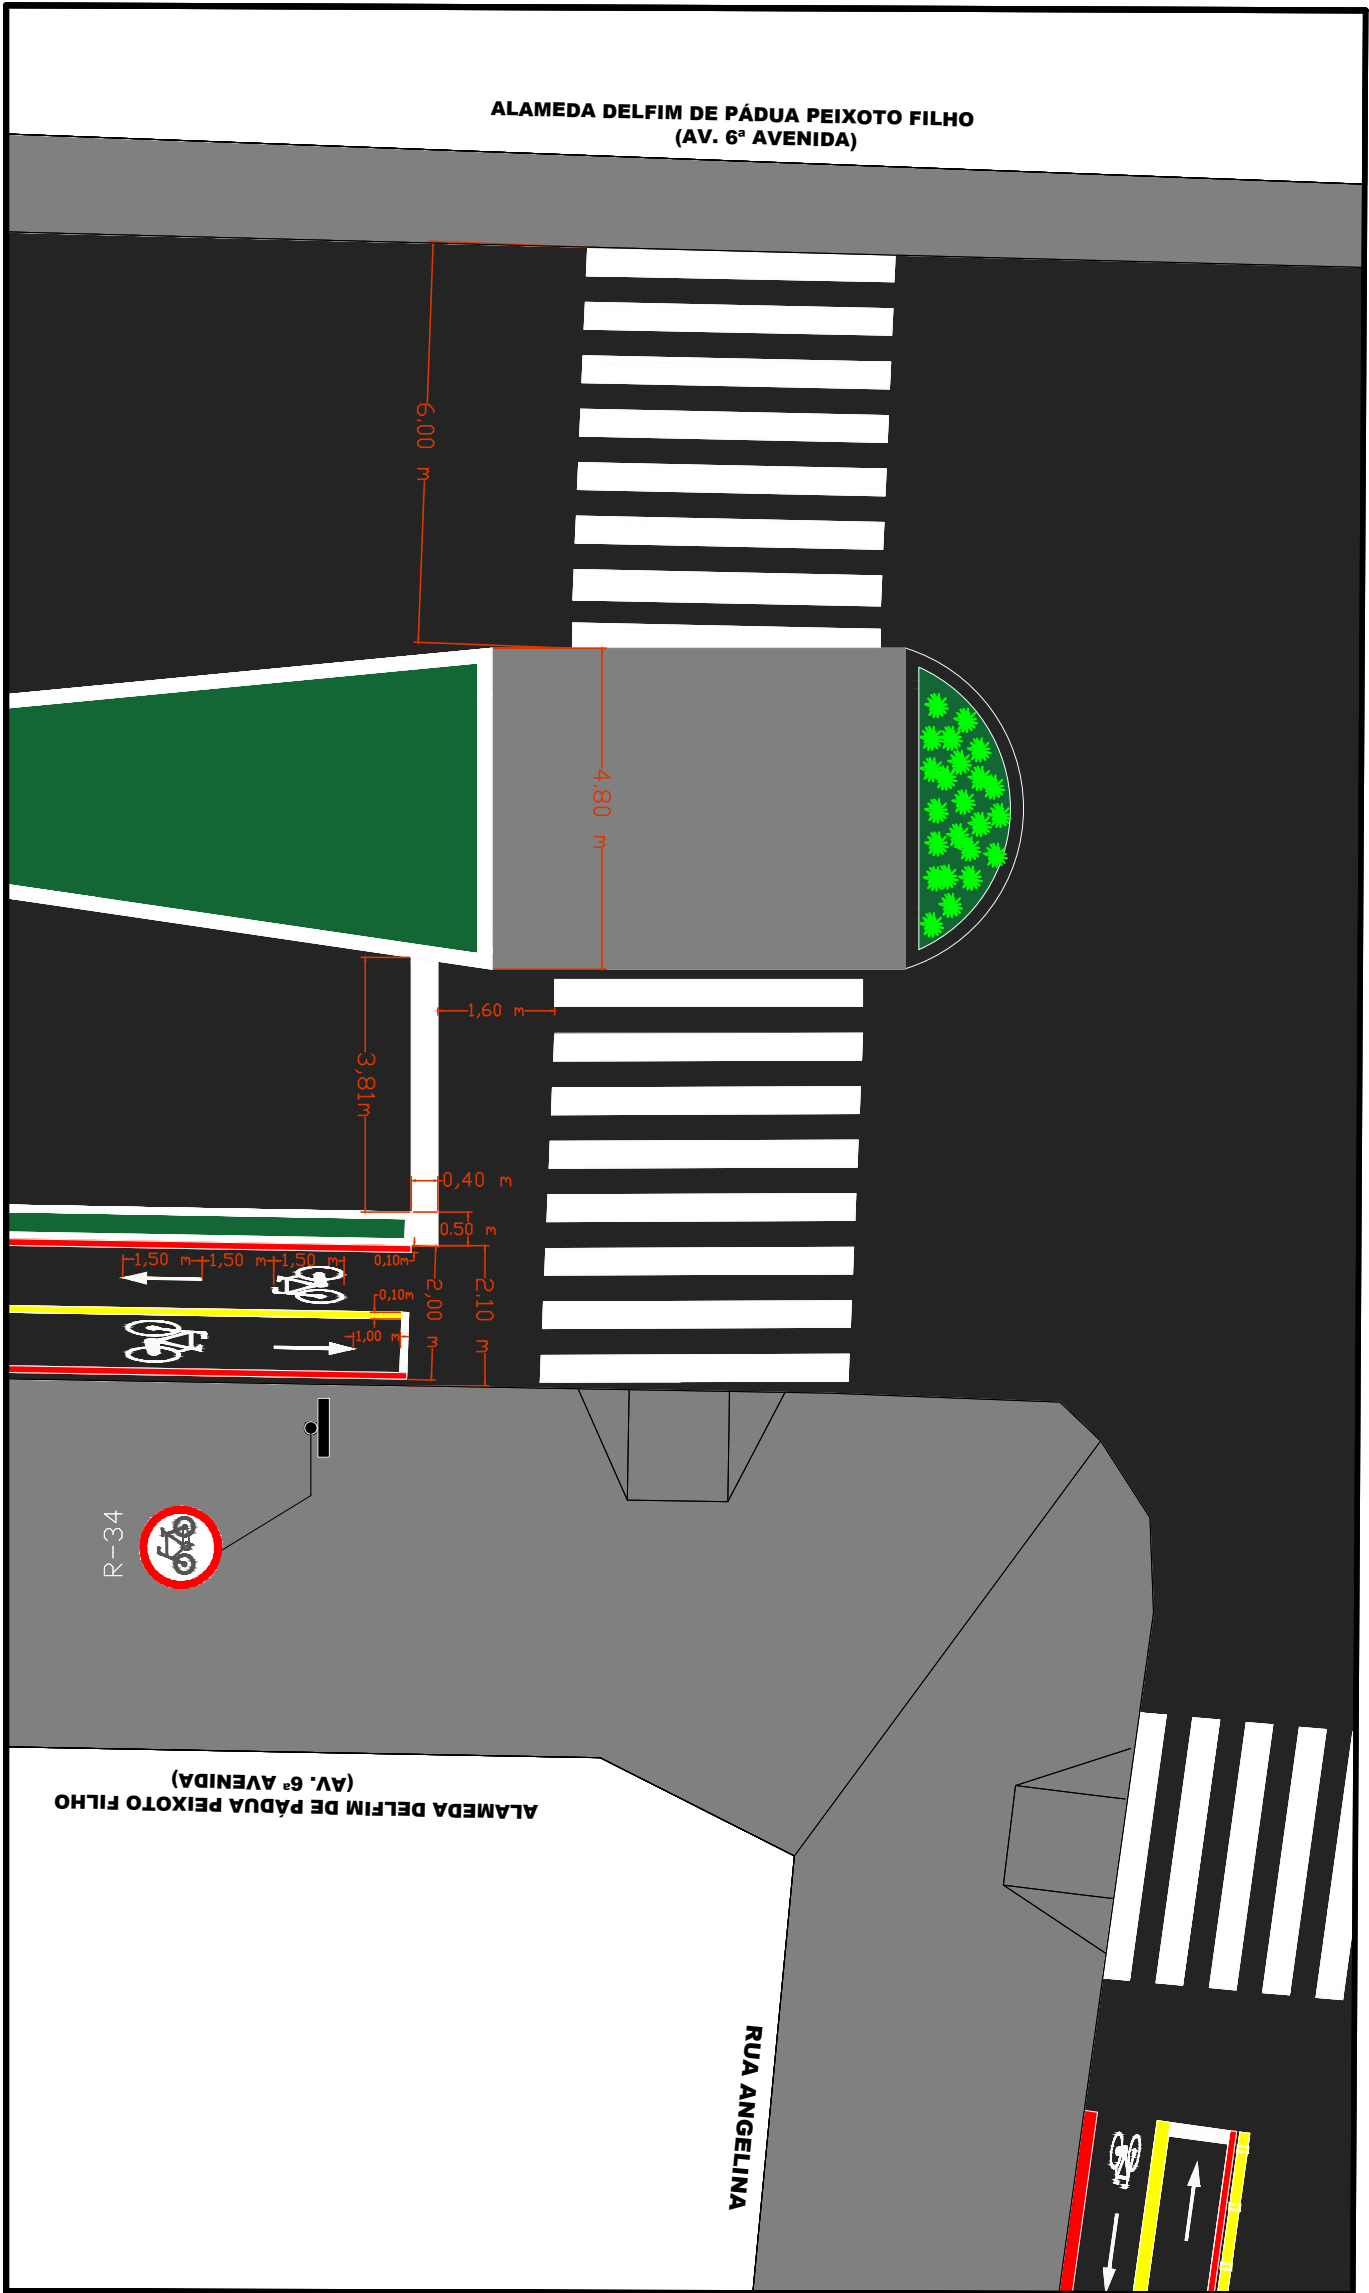 ALAMEDA DELFIM DE PÁDUA PEIXOTO FILHO
(AV. 6ª AVENIDA)
6,00 m
4.80 m
1,60 m
3,81m
0,40 m
0.50 m
1,50 m
1,50 m
1,50 m
0,10m
0,10m
2,00 m
2.10 m
1,00 m
R-34
ALAMEDA DELFIM DE PÁDUA PEIXOTO FILHO
(AV. 6ª AVENIDA)
RUA ANGELINA